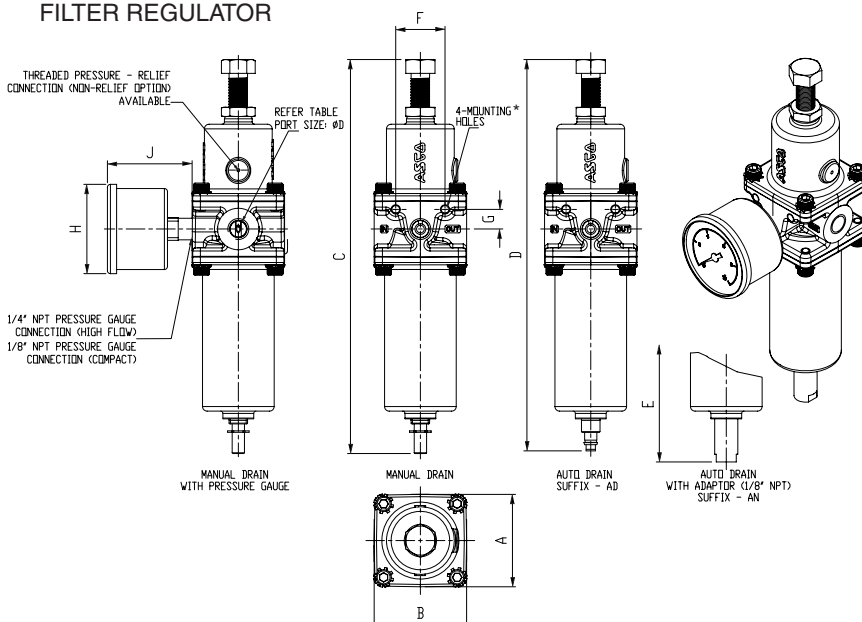 FILTER REGULATOR
THREADED PRESSURE - RELIEF
CONNECTION (NON-RELIEF OPTION)
AVAILABLE
REFER TABLE
PORT SIZE: ØD
4-MOUNTING*
HOLES
F
J
H
G
C
D
E
ASCO
ASCO
ASCO
IN
OUT
IN
OUT
1/4" NPT PRESSURE GAUGE
CONNECTION (HIGH FLOW)
1/8" NPT PRESSURE GAUGE
CONNECTION (COMPACT)
MANUAL DRAIN
WITH PRESSURE GAUGE
MANUAL DRAIN
AUTO DRAIN
SUFFIX - AD
AUTO DRAIN
WITH ADAPTOR (1/8" NPT)
SUFFIX - AN
A
B